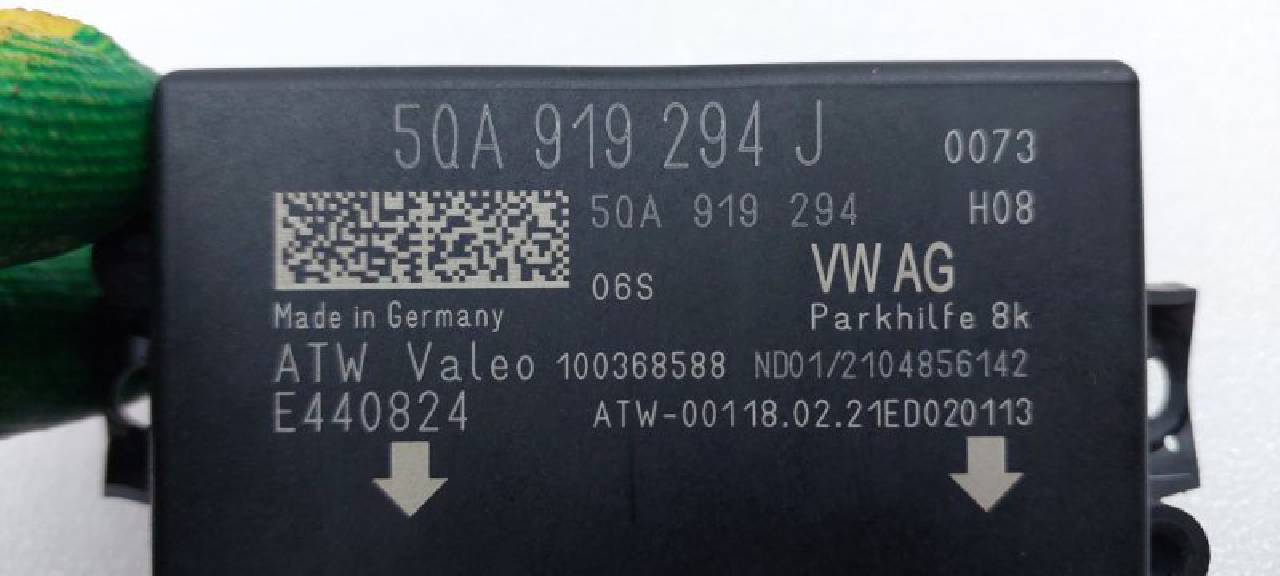 5QA 919 294 J 0073
5QA 919 294 H08
06S VW AG
Made in Germany Parkhilfe 8k
ATW Valeo 100368588 ND01/2104856142
E440824 ATW-00118.02.21ED020113